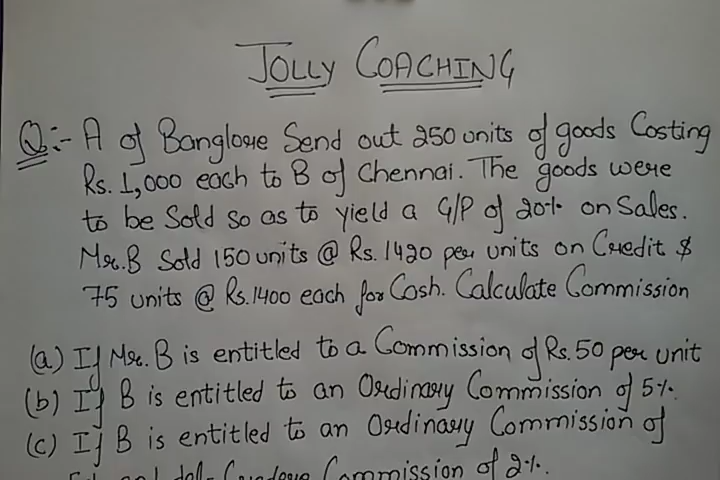 JOLLY COACHING
Q:- A of Banglore Send out 250 units of goods Costing
Rs. 1,000 each to B of Chennai. The goods were
to be Sold so as to yield a G/P of 20% on Sales.
Mr. B Sold 150 units @ Rs. 1420 per units on Credit &
75 units @ Rs. 1400 each for Cash. Calculate Commission
(a) If Mr. B is entitled to a Commission of Rs. 50 per unit
(b) If B is entitled to an Ordinary Commission of 5%.
(c) If B is entitled to an Ordinary Commission of
Commission of 2%.